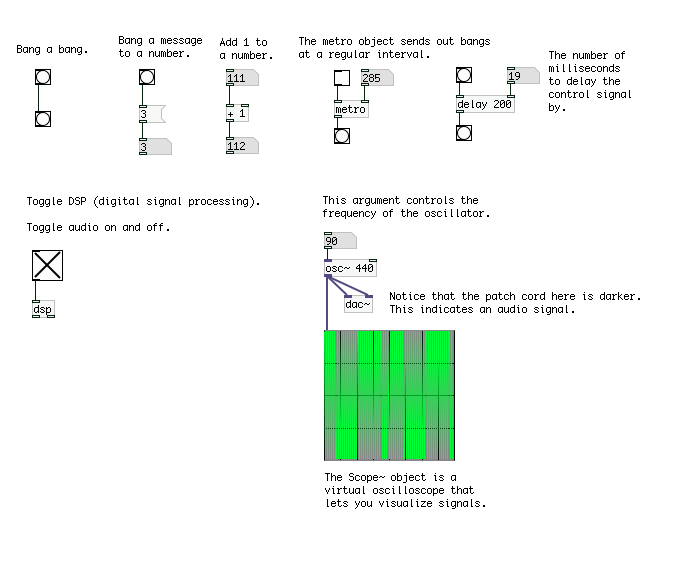 Bang a bang.
Bang a message
to a number.
Add 1 to
a number.
The metro object sends out bangs
at a regular interval.
The number of
milliseconds
to delay the
control signal
by.
111
285
19
3
+ 1
metro
delay 200
3
112
Toggle DSP (digital signal processing).
Toggle audio on and off.
dsp
This argument controls the
frequency of the oscillator.
90
osc~ 440
dac~
Notice that the patch cord here is darker.
This indicates an audio signal.
The Scope~ object is a
virtual oscilloscope that
lets you visualize signals.